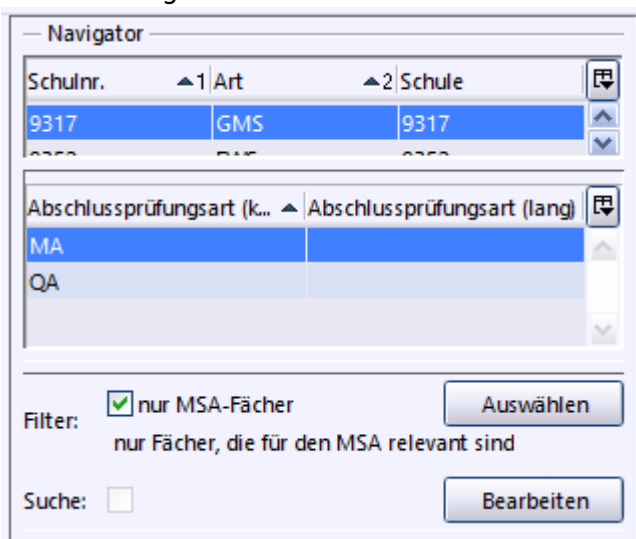 Navigator
Schulnr. 1 Art 2 Schule
9317 GMS 9317
Abschlussprüfungsart (k... Abschlussprüfungsart (lang)
MA
QA
nur MSA-Fächer Auswählen
Filter:
nur Fächer, die für den MSA relevant sind
Suche: Bearbeiten